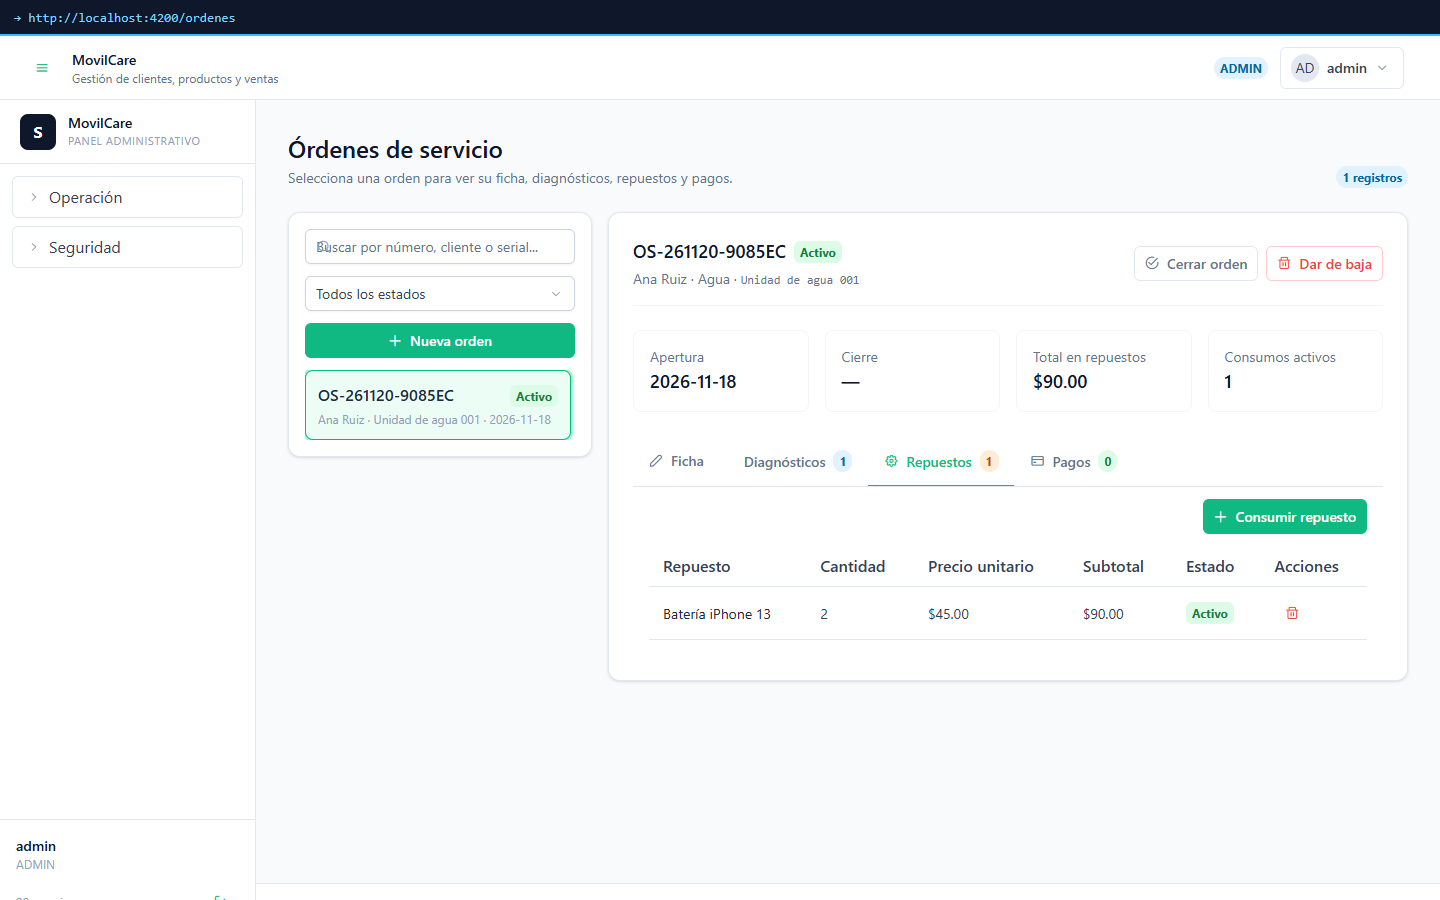 → http://localhost:4200/ordenes
MovilCare
Gestión de clientes, productos y ventas
ADMIN
AD admin
S
MovilCare
PANEL ADMINISTRATIVO
Operación
Seguridad
admin
ADMIN
Órdenes de servicio
Selecciona una orden para ver su ficha, diagnósticos, repuestos y pagos.
1 registros
Buscar por número, cliente o serial...
Todos los estados
+ Nueva orden
OS-261120-9085EC Activo
Ana Ruiz · Unidad de agua 001 · 2026-11-18
OS-261120-9085EC Activo
Ana Ruiz · Agua · Unidad de agua 001
Cerrar orden
Dar de baja
Apertura
2026-11-18
Cierre
—
Total en repuestos
$90.00
Consumos activos
1
Ficha
Diagnósticos 1
Repuestos 1
Pagos 0
+ Consumir repuesto
Repuesto Cantidad Precio unitario Subtotal Estado Acciones
Batería iPhone 13 2 $45.00 $90.00 Activo